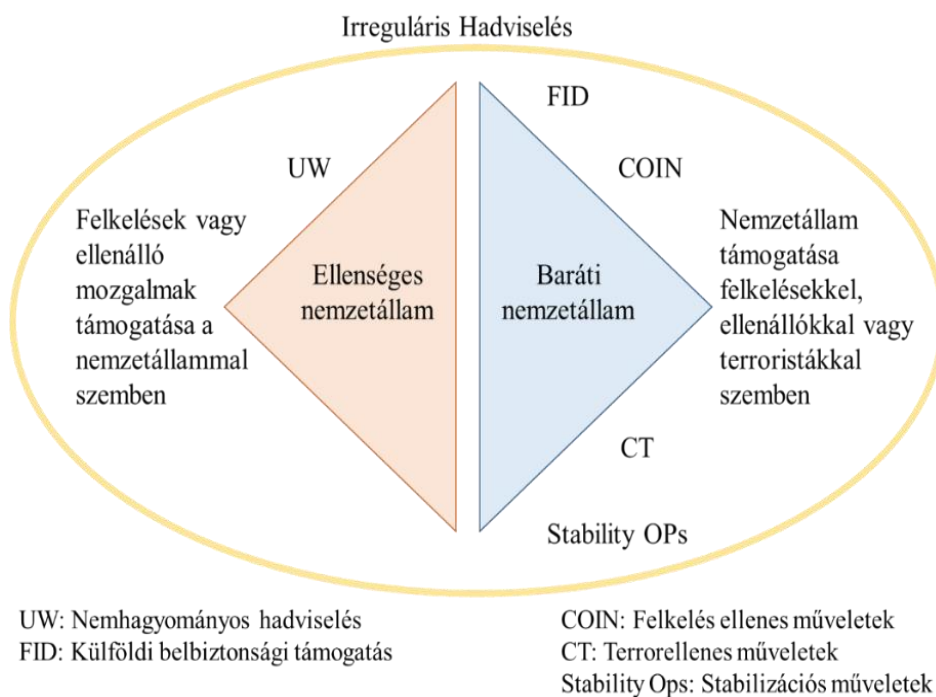 Irreguláris Hadviselés
FID
UW
COIN
Felkelések vagy
ellenálló
mozgalmak
támogatása a
nemzetállammal
szemben
Ellenséges
nemzetállam
Baráti
nemzetállam
Nemzetállam
támogatása
felkelésekkel,
ellenállókkal vagy
terroristákkal
szemben
CT
Stability OPs
UW: Nemhagyományos hadviselés
FID: Külföldi belbiztonsági támogatás
COIN: Felkelés ellenes műveletek
CT: Terrorellenes műveletek
Stability Ops: Stabilizációs műveletek